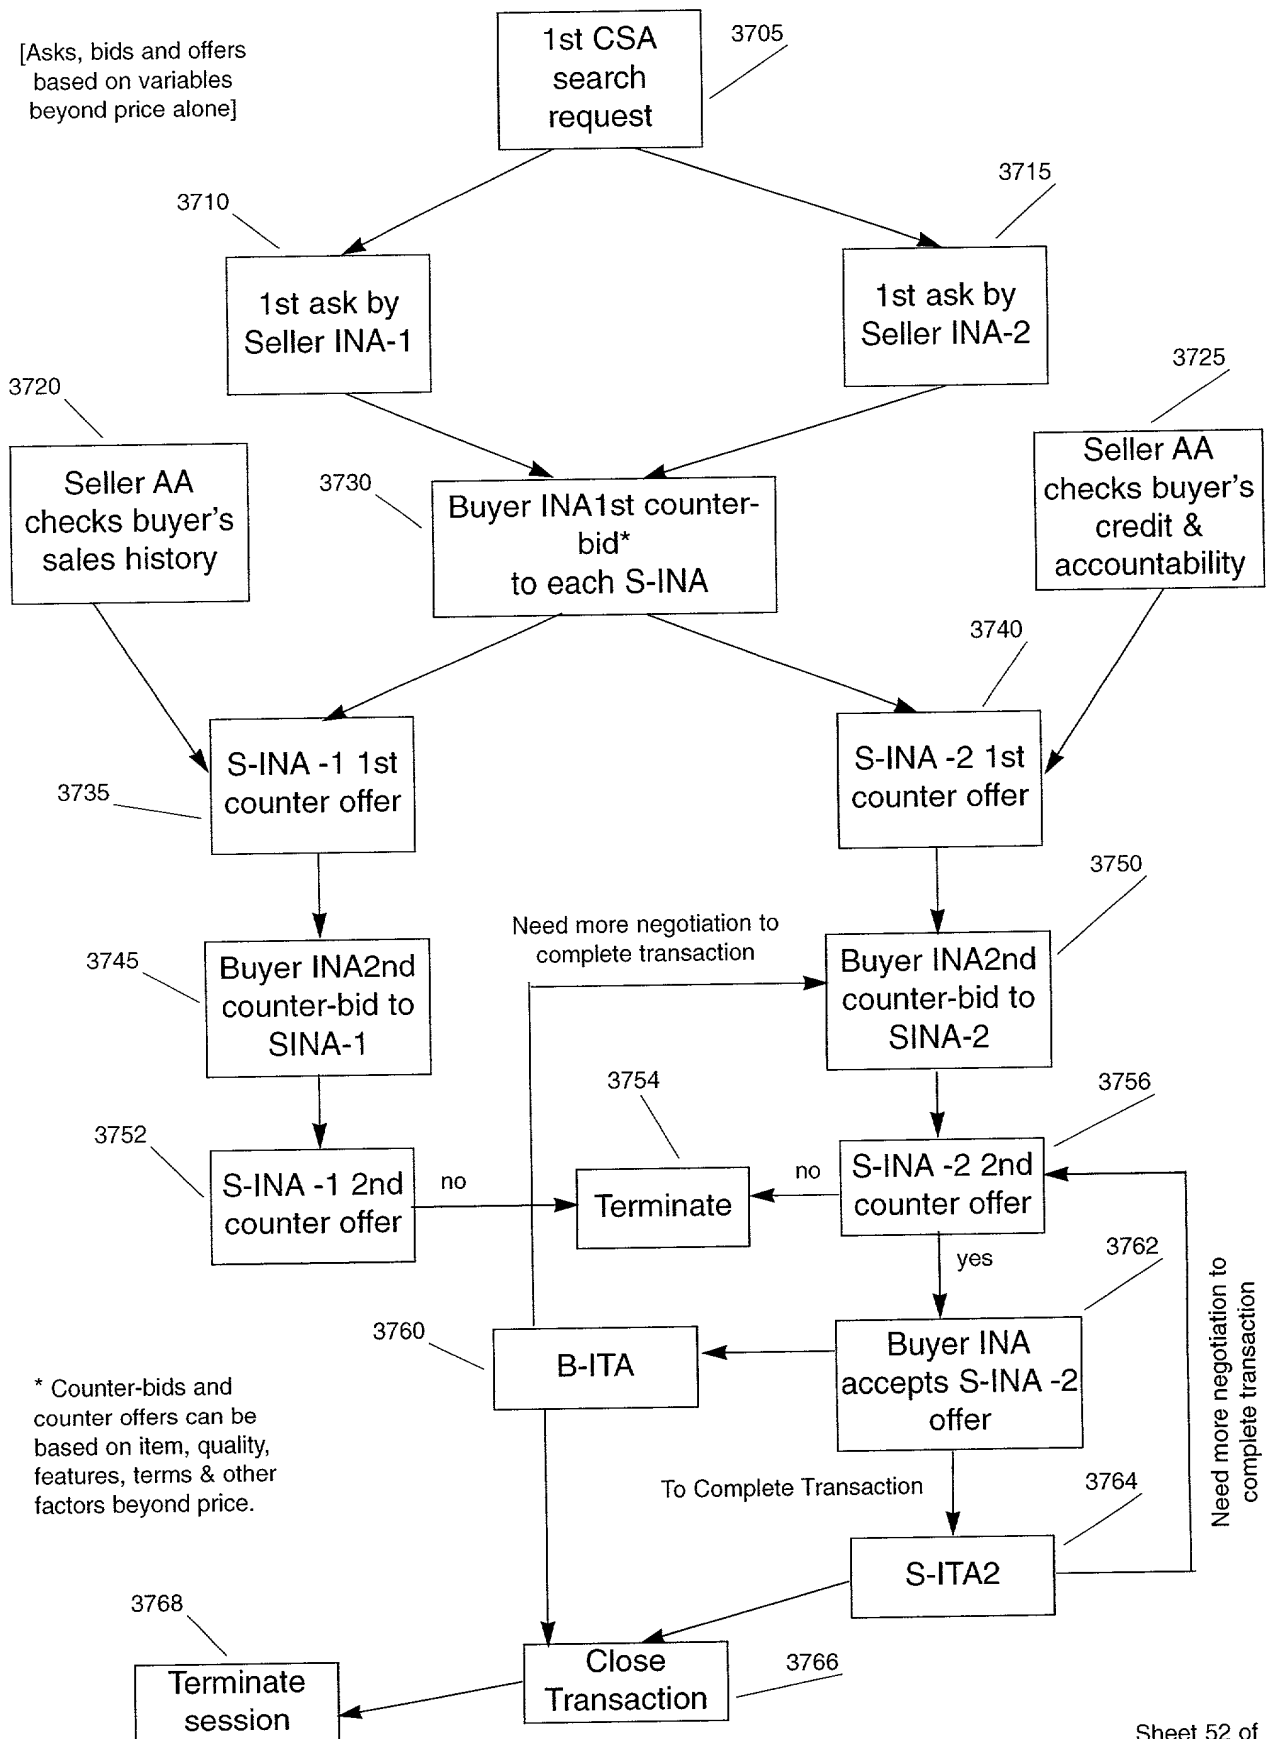 [Asks, bids and offers
based on variables
beyond price alone]
1st CSA
search
request
3705
3710
3715
1st ask by
Seller INA-1
1st ask by
Seller INA-2
3720
3725
Seller AA
checks buyer's
sales history
3730
Buyer INA1st counter-
bid*
to each S-INA
Seller AA
checks buyer's
credit &
accountability
3740
S-INA -1 1st
counter offer
S-INA -2 1st
counter offer
3735
3750
Need more negotiation to
complete transaction
3745
Buyer INA2nd
counter-bid to
SINA-1
Buyer INA2nd
counter-bid to
SINA-2
3754
3756
3752
S-INA -1 2nd
counter offer
no
Terminate
no
S-INA -2 2nd
counter offer
yes
3762
Need more negotiation to
complete transaction
3760
B-ITA
Buyer INA
accepts S-INA -2
offer
* Counter-bids and
counter offers can be
based on item, quality,
features, terms & other
factors beyond price.
To Complete Transaction
3764
S-ITA2
3768
Terminate
session
Close
Transaction
3766
Sheet 52 of